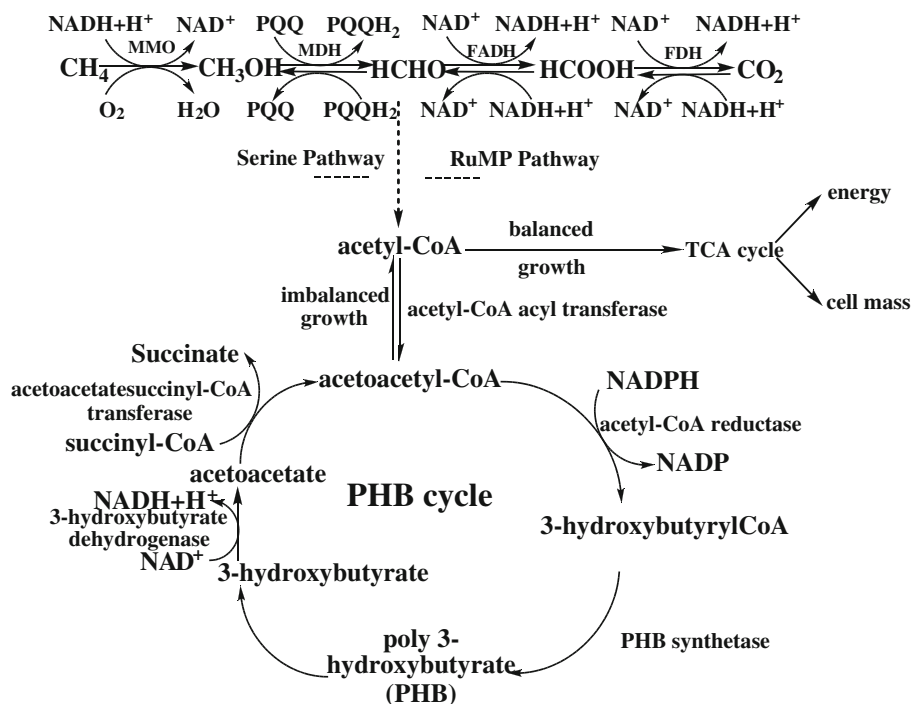 NADH+H⁺ NAD⁺ PQQ PQQH₂ NAD⁺ NADH+H⁺ NAD⁺ NADH+H⁺
MMO MDH FADH FDH
CH₄ CH₃OH HCHO HCOOH CO₂
O₂ H₂O PQQ PQQH₂ NAD⁺ NADH+H⁺ NAD⁺ NADH+H⁺
Serine Pathway RuMP Pathway
energy
acetyl-CoA balanced TCA cycle
growth
imbalanced acetyl-CoA acyl transferase
growth
cell mass
Succinate
acetoacetyl-CoA NADPH
acetoacetatesuccinyl-CoA
transferase
acetyl-CoA reductase
succinyl-CoA
NADP
acetoacetate
NADH+H⁺ PHB cycle
3-hydroxybutyrate
dehydrogenase
3-hydroxybutyrylCoA
NAD⁺
3-hydroxybutyrate
poly 3-
hydroxybutyrate
(PHB)
PHB synthetase